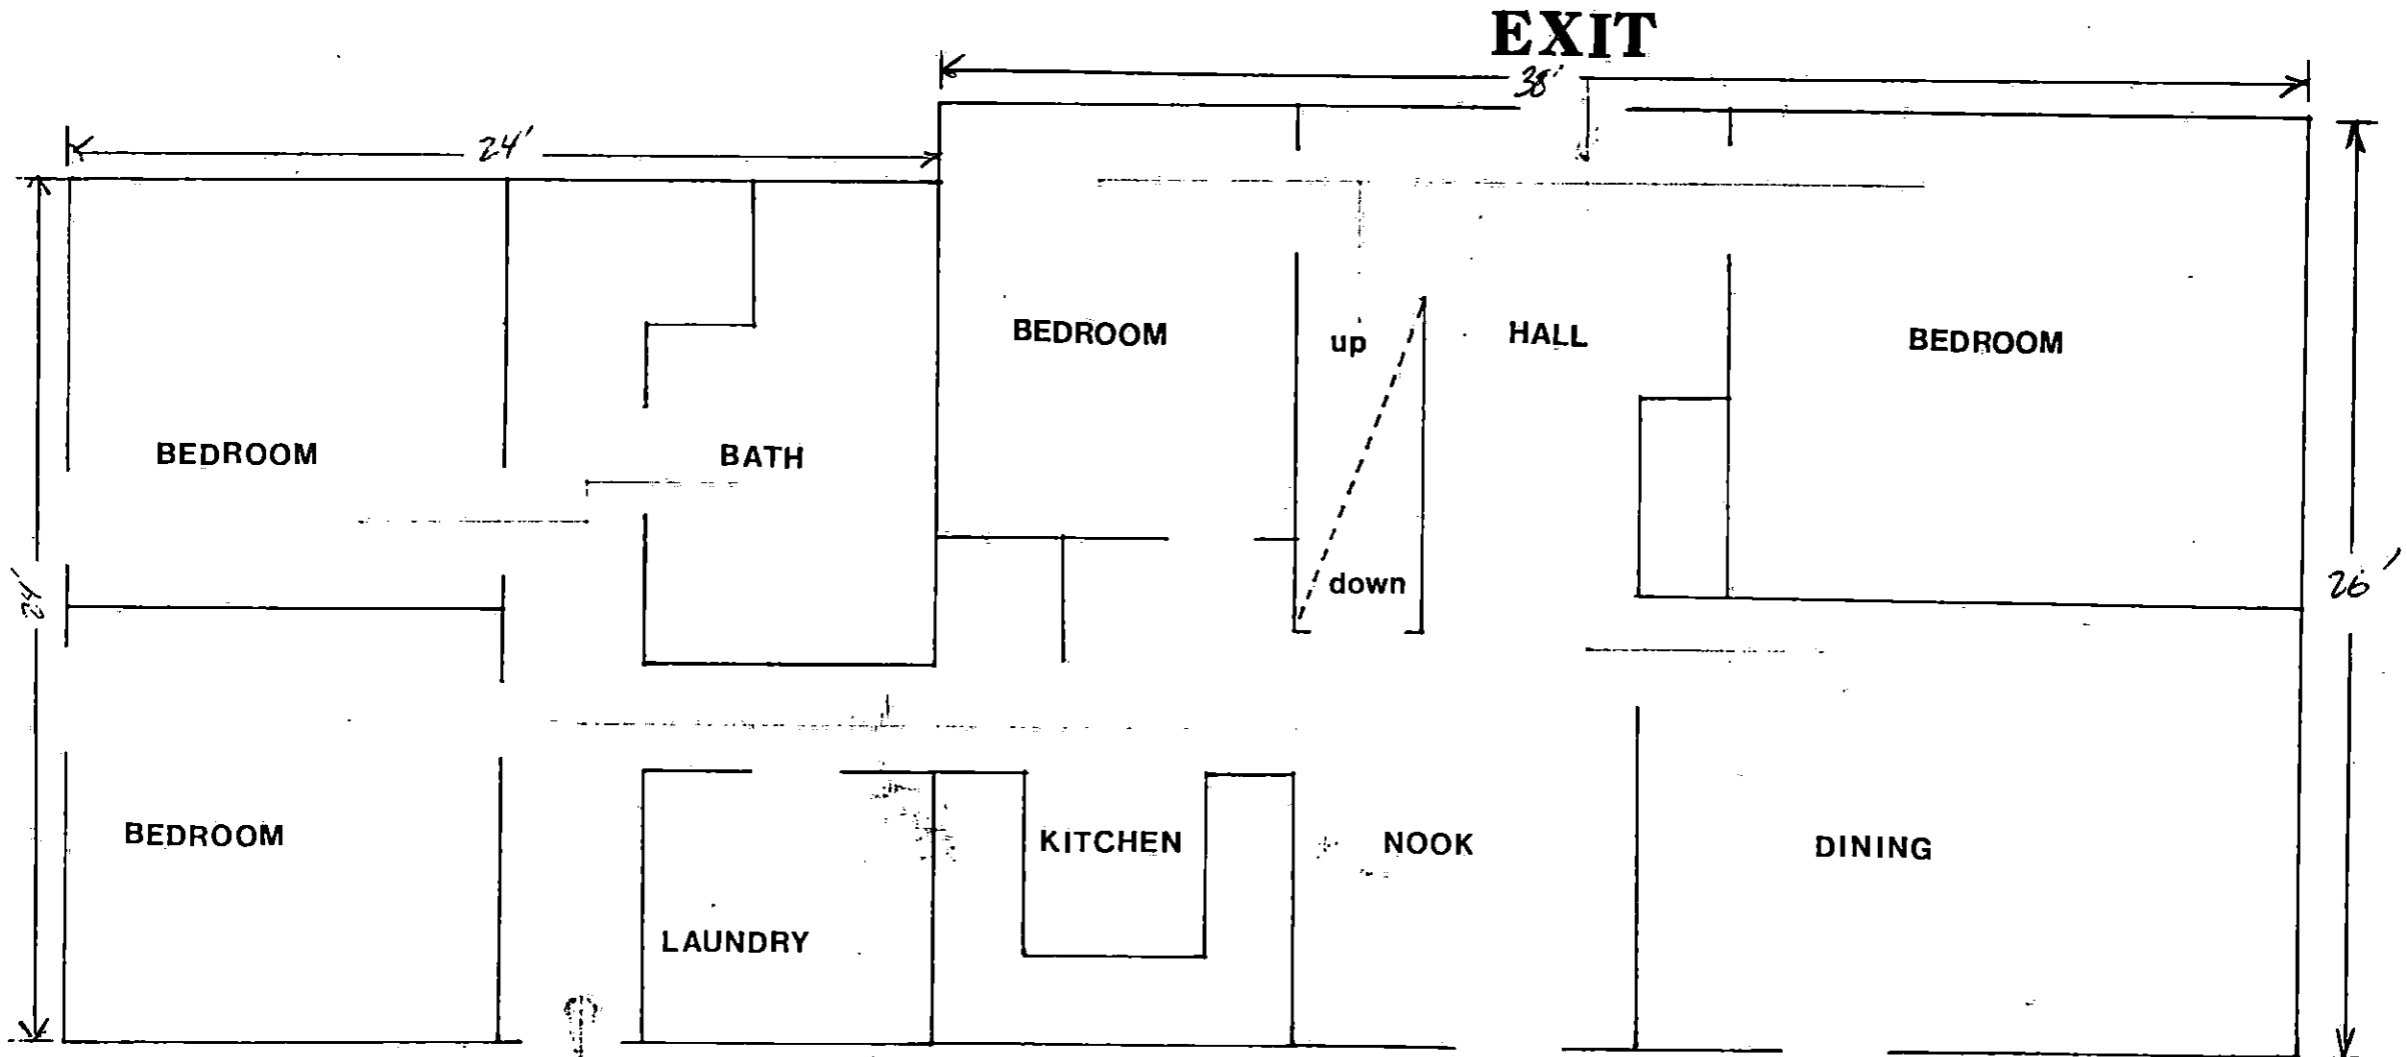 EXIT
38'
24'
BEDROOM
up
HALL
BEDROOM
BEDROOM
BATH
down
24'
26'
BEDROOM
KITCHEN
NOOK
DINING
LAUNDRY